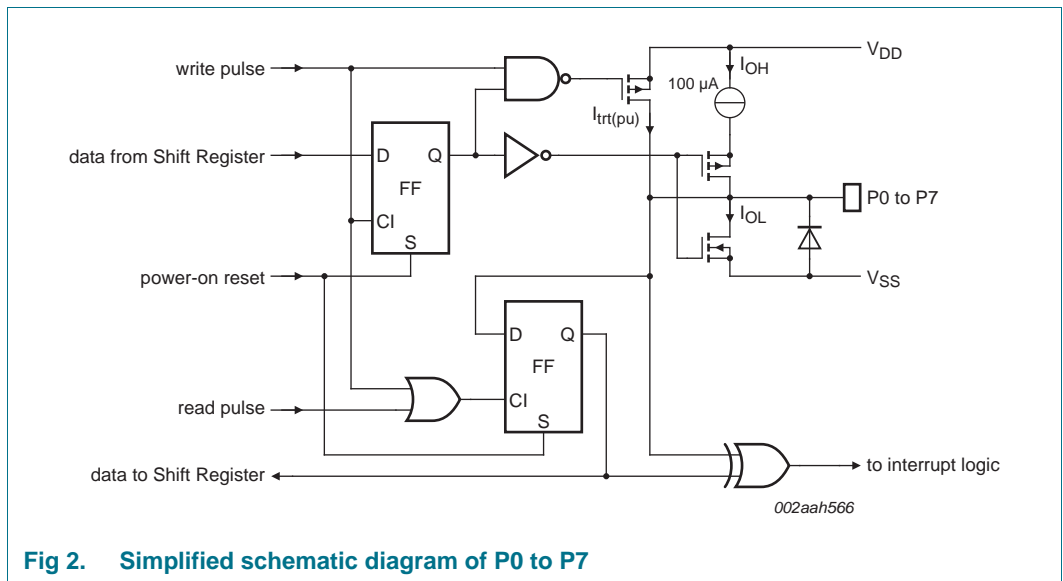 write pulse
V_DD
I_OH
100 µA
I_trt(pu)
data from Shift Register
D
Q
FF
P0 to P7
I_OL
CI
S
power-on reset
V_SS
D
Q
FF
CI
read pulse
S
data to Shift Register
to interrupt logic
002aah566
Fig 2. Simplified schematic diagram of P0 to P7